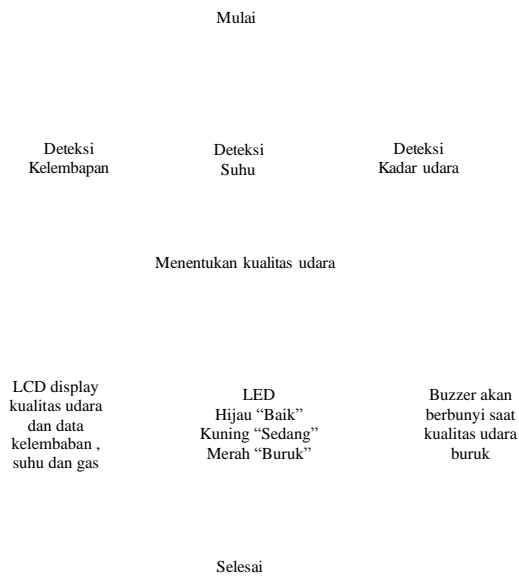 Mulai
Deteksi
Kelembapan
Deteksi
Suhu
Deteksi
Kadar udara
Menentukan kualitas udara
LCD display
kualitas udara
dan data
kelembaban ,
suhu dan gas
LED
Hijau “Baik”
Kuning “Sedang”
Merah “Buruk”
Buzzer akan
berbunyi saat
kualitas udara
buruk
Selesai